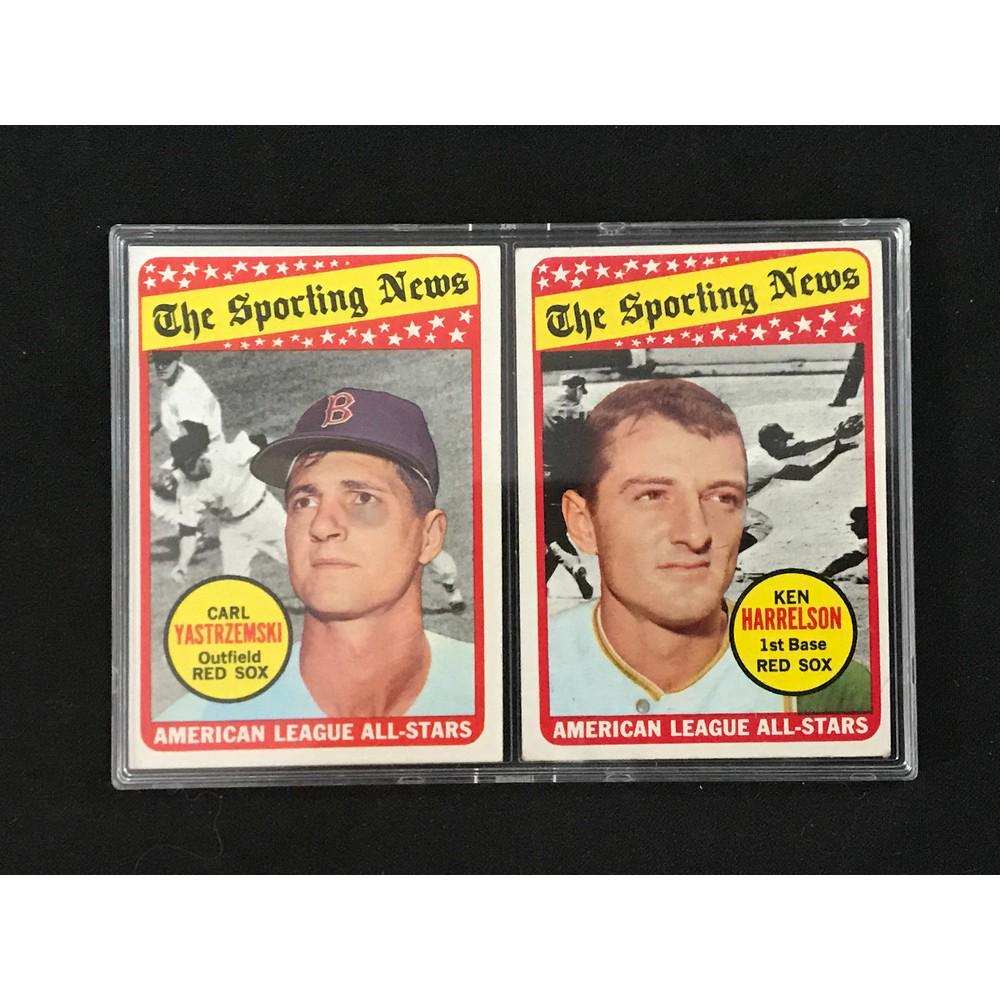 The Sporting News
B
CARL
YASTRZEMSKI
Outfield
RED SOX
AMERICAN LEAGUE ALL-STARS
The Sporting News
KEN
HARRELSON
1st Base
RED SOX
AMERICAN LEAGUE ALL-STARS